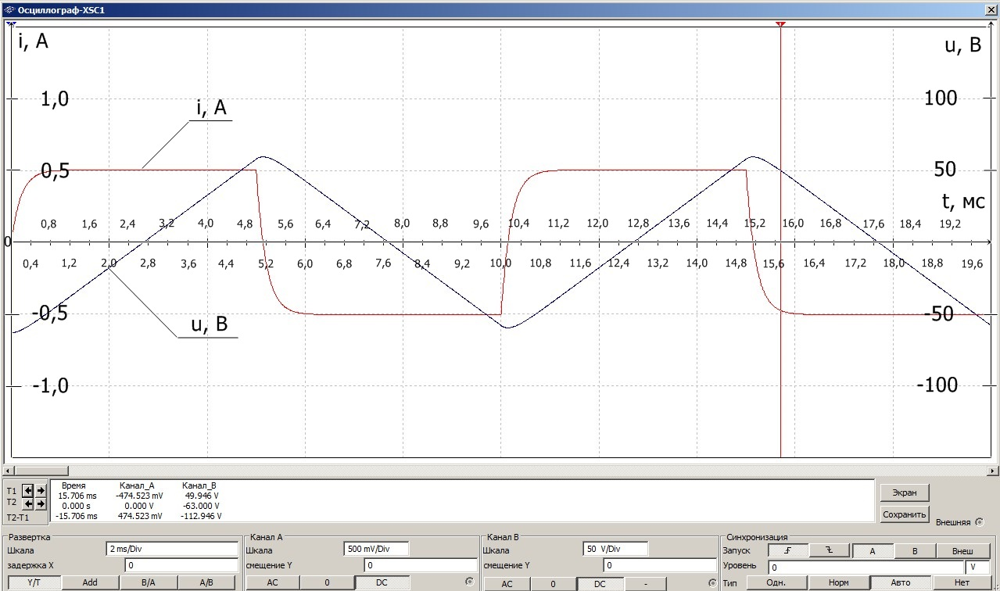 Осциллограф-XSC1
i, А
u, В
1,0
100
i, А
0,5
50
t, мс
0,8 1,6 2,4 3,2 4,0 4,8 5,6 6,4 7,2 8,0 8,8 9,6 10,4 11,2 12,0 12,8 13,6 14,4 15,2 16,0 16,8 17,6 18,4 19,2
0
0,4 1,2 2,0 2,8 3,6 4,4 5,2 6,0 6,8 7,6 8,4 9,2 10,0 10,8 11,6 12,4 13,2 14,0 14,8 15,6 16,4 17,2 18,0 18,8 19,6
-0,5
-50
u, В
-1,0
-100
Время Канал_A Канал_B
T1 15.706 ms -474.523 mV 49.946 V
T2 0.000 s 0.000 V -63.000 V
T2-T1 -15.706 ms 474.523 mV -112.946 V
Экран
Сохранить
Внешняя
Развертка Канал A Канал B Синхронизация
Шкала 2 ms/Div Шкала 500 mV/Div Шкала 50 V/Div Запуск A B Внеш
задержка X 0 смещение Y 0 смещение Y 0 Уровень 0 V
Y/T Add B/A A/B AC 0 DC AC 0 DC - Тип Одн. Норм Авто Нет